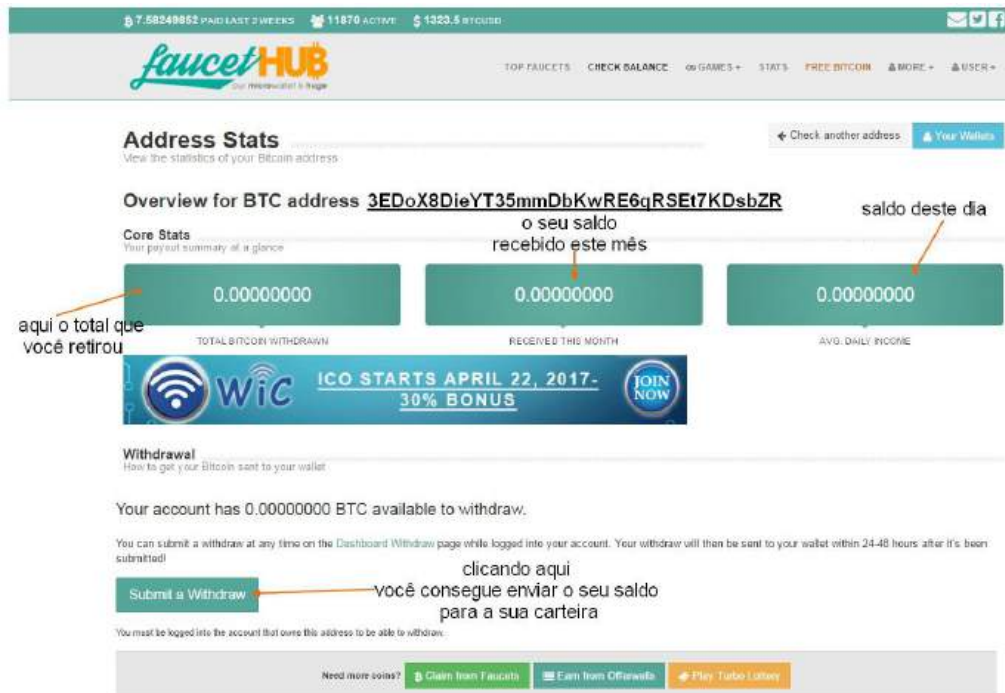 7.58249852 PAID LAST 2 WEEKS 11870 ACTIVE $ 1323.5 BTCUSD
faucetHUB
our microwallet is huge
TOP FAUCETS CHECK BALANCE GAMES STATS FREE BITCOIN MORE USER
Address Stats
View the statistics of your Bitcoin address
Check another address Your Wallets
Overview for BTC address 3EDoX8DieYT35mmDbKwRE6qRSEt7KDsbZR
o seu saldo
recebido este mês
saldo deste dia
Core Stats
Your payout summary at a glance
0.00000000 0.00000000 0.00000000
aqui o total que
você retirou
TOTAL BITCOIN WITHDRAWN RECEIVED THIS MONTH AVG. DAILY INCOME
WiC
ICO STARTS APRIL 22, 2017-
30% BONUS
JOIN
NOW
Withdrawal
How to get your Bitcoin sent to your wallet
Your account has 0.00000000 BTC available to withdraw.
You can submit a withdraw at any time on the Dashboard Withdraw page while logged into your account. Your withdraw will then be sent to your wallet within 24-48 hours after it's been
submitted!
clicando aqui
você consegue enviar o seu saldo
para a sua carteira
Submit a Withdraw
You must be logged into the account that owns this address to be able to withdraw.
Need more coins? Claim from Faucets Earn from Offerwalls Play Turbo Lottery